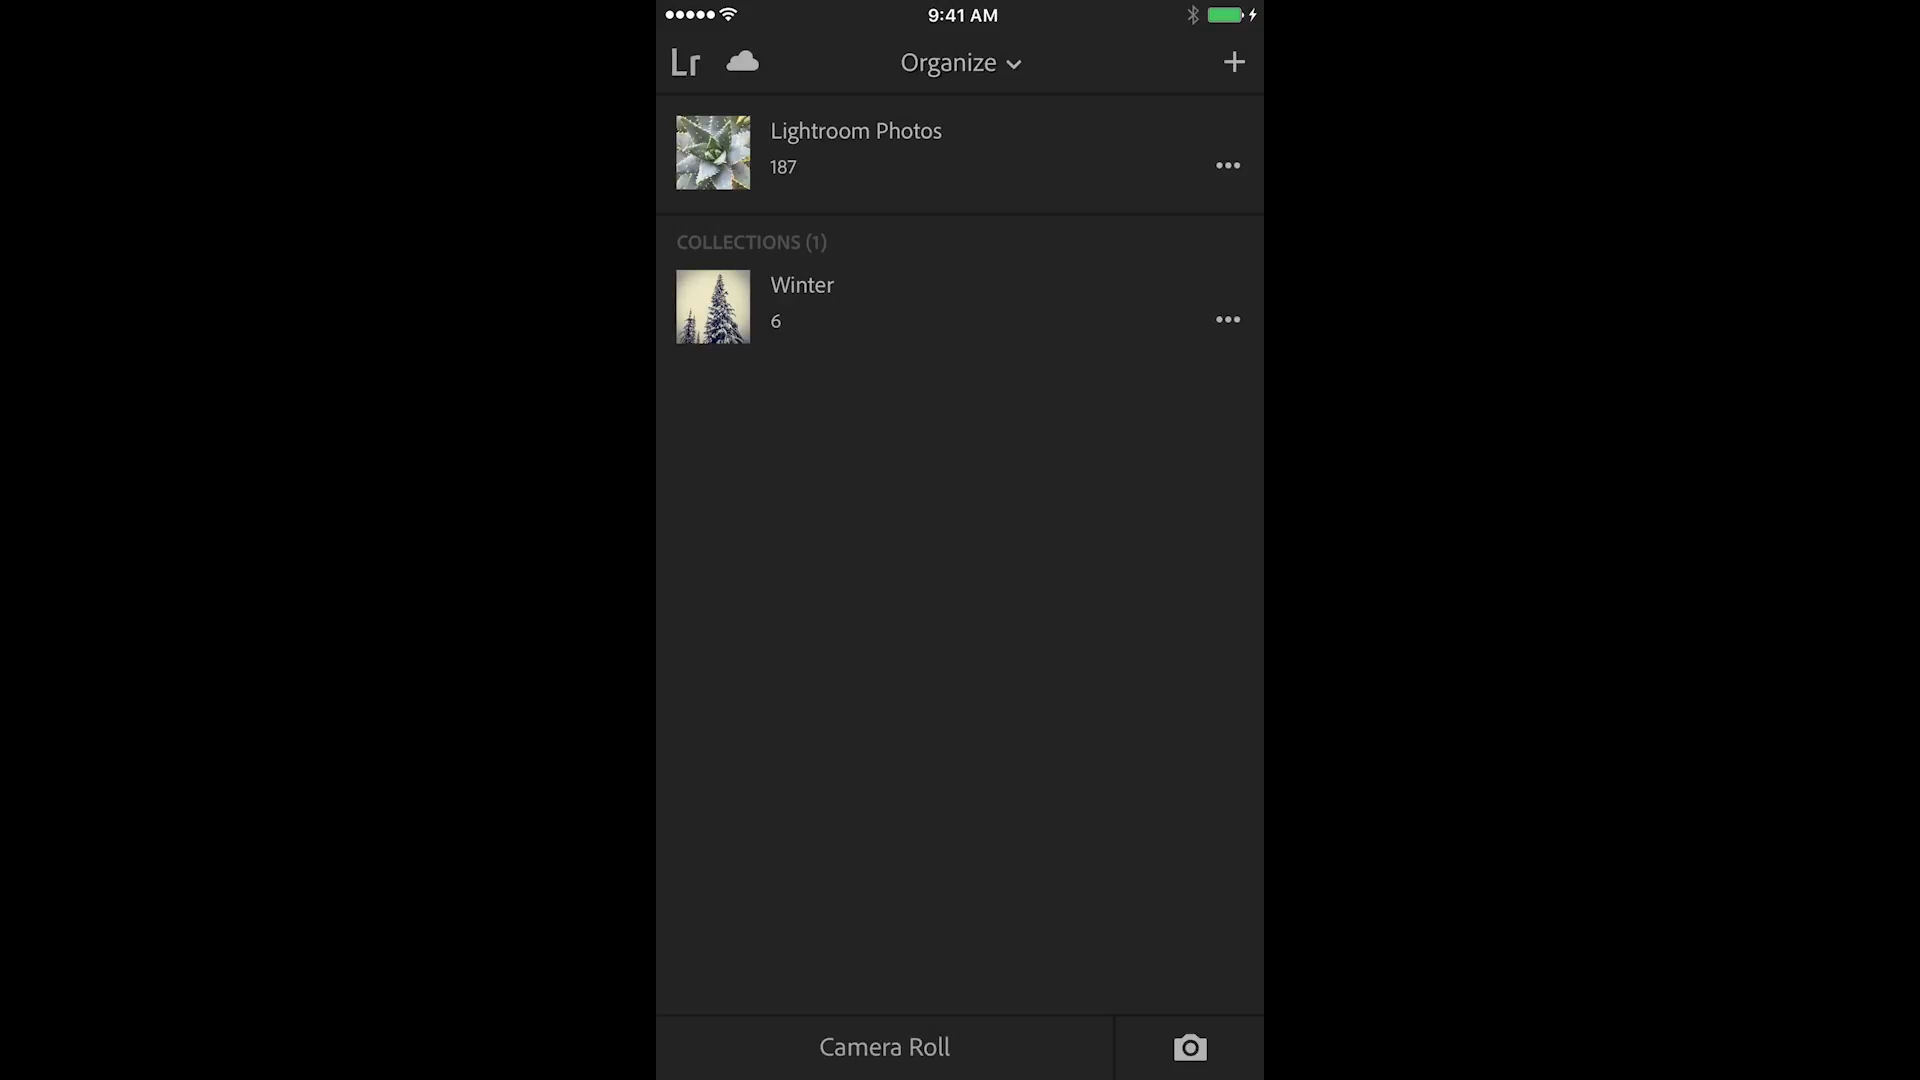 9:41 AM
Lr Organize
Lightroom Photos
187
COLLECTIONS (1)
Winter
6
Camera Roll